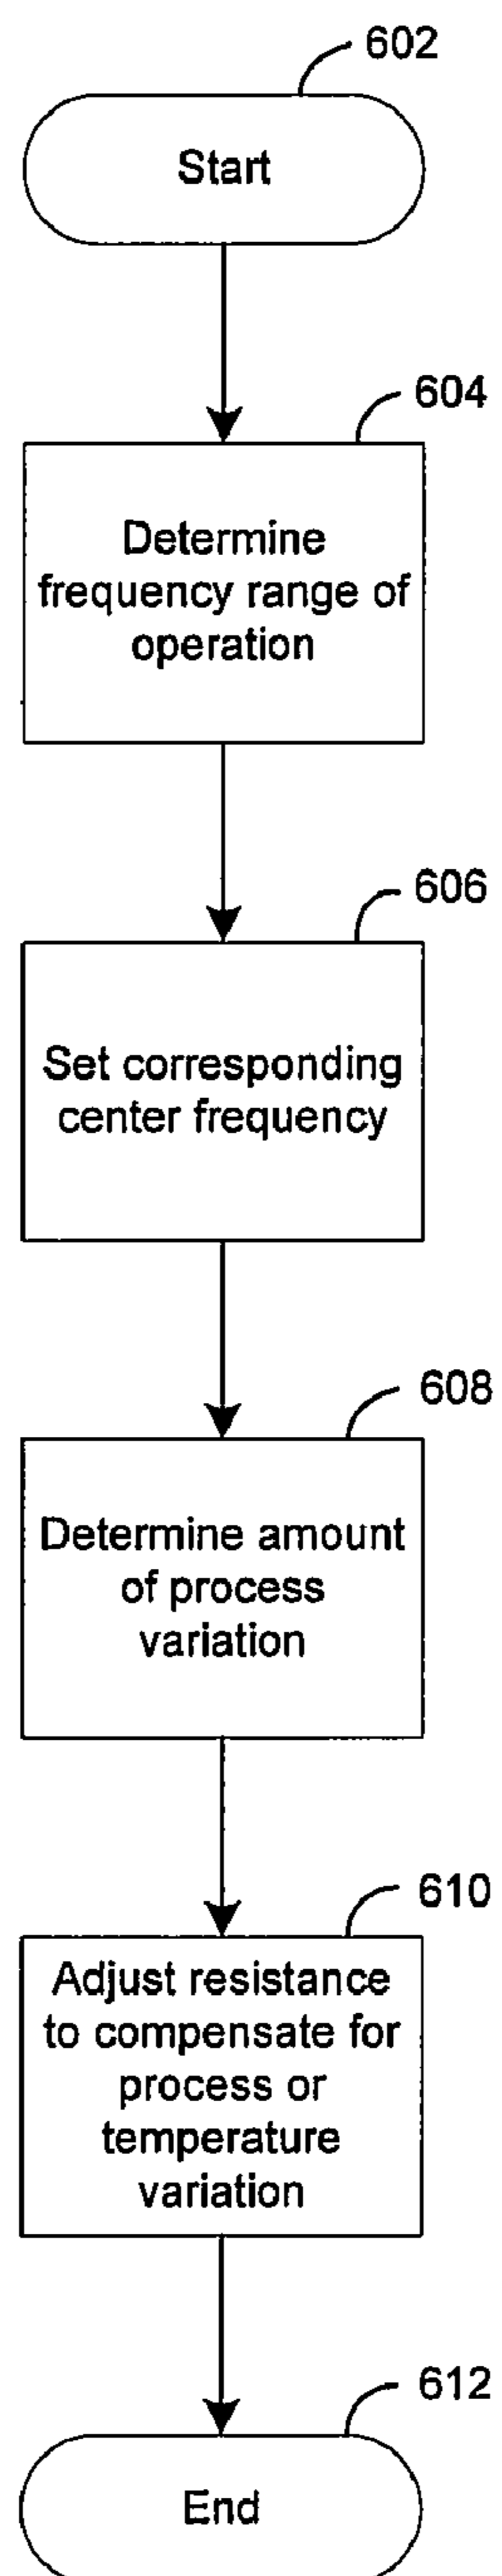 602
Start
604
Determine
frequency range of
operation
606
Set corresponding
center frequency
608
Determine amount
of process
variation
610
Adjust resistance
to compensate for
process or
temperature
variation
612
End